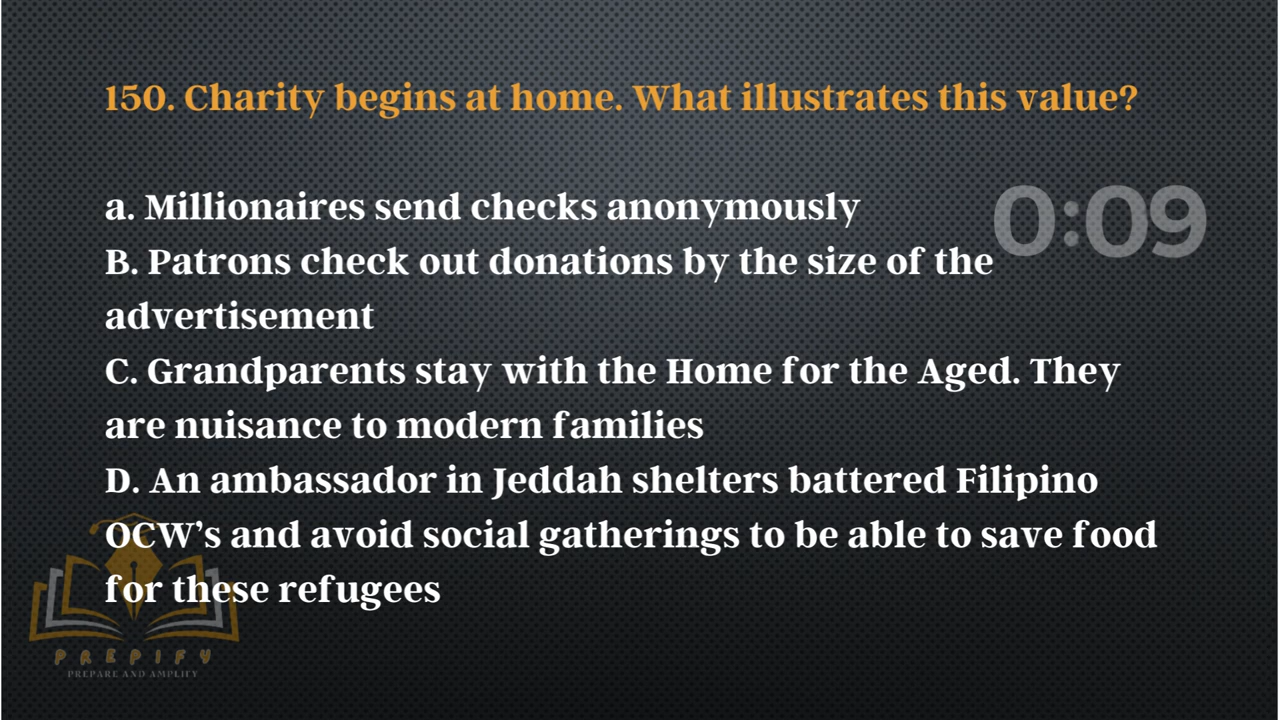 150. Charity begins at home. What illustrates this value?
a. Millionaires send checks anonymously
0:09
B. Patrons check out donations by the size of the
advertisement
C. Grandparents stay with the Home for the Aged. They
are nuisance to modern families
D. An ambassador in Jeddah shelters battered Filipino
OCW’s and avoid social gatherings to be able to save food
for these refugees
PREPIFY
PREPARE AND AMPLIFY